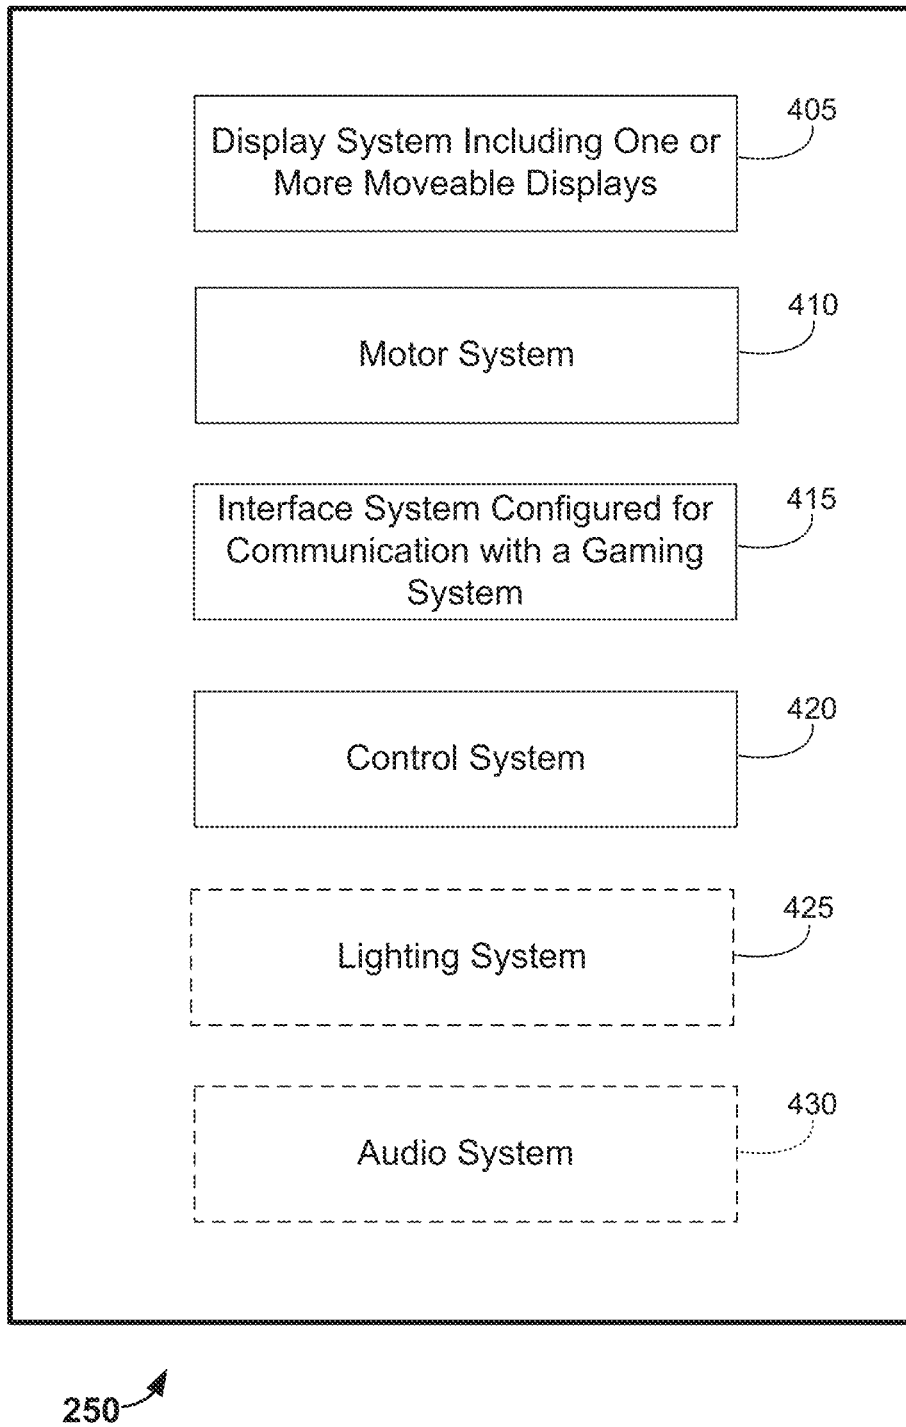 405
Display System Including One or
More Moveable Displays
410
Motor System
415
Interface System Configured for
Communication with a Gaming
System
420
Control System
425
Lighting System
430
Audio System
250